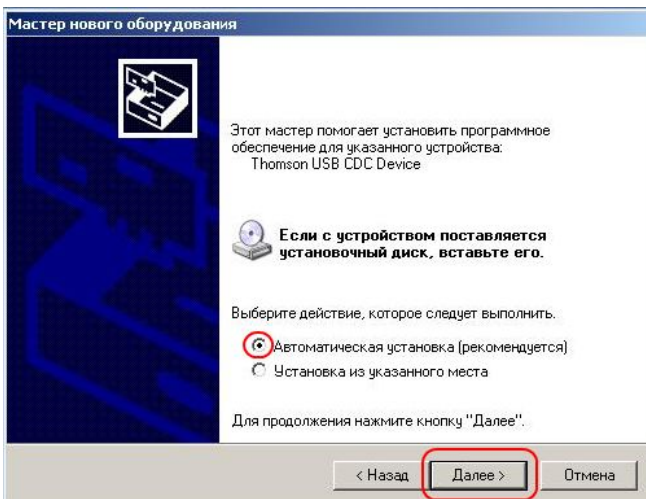 Мастер нового оборудования
Этот мастер помогает установить программное
обеспечение для указанного устройства:
Thomson USB CDC Device
Если с устройством поставляется
установочный диск, вставьте его.
Выберите действие, которое следует выполнить.
Автоматическая установка (рекомендуется)
Установка из указанного места
Для продолжения нажмите кнопку "Далее".
< Назад Далее > Отмена